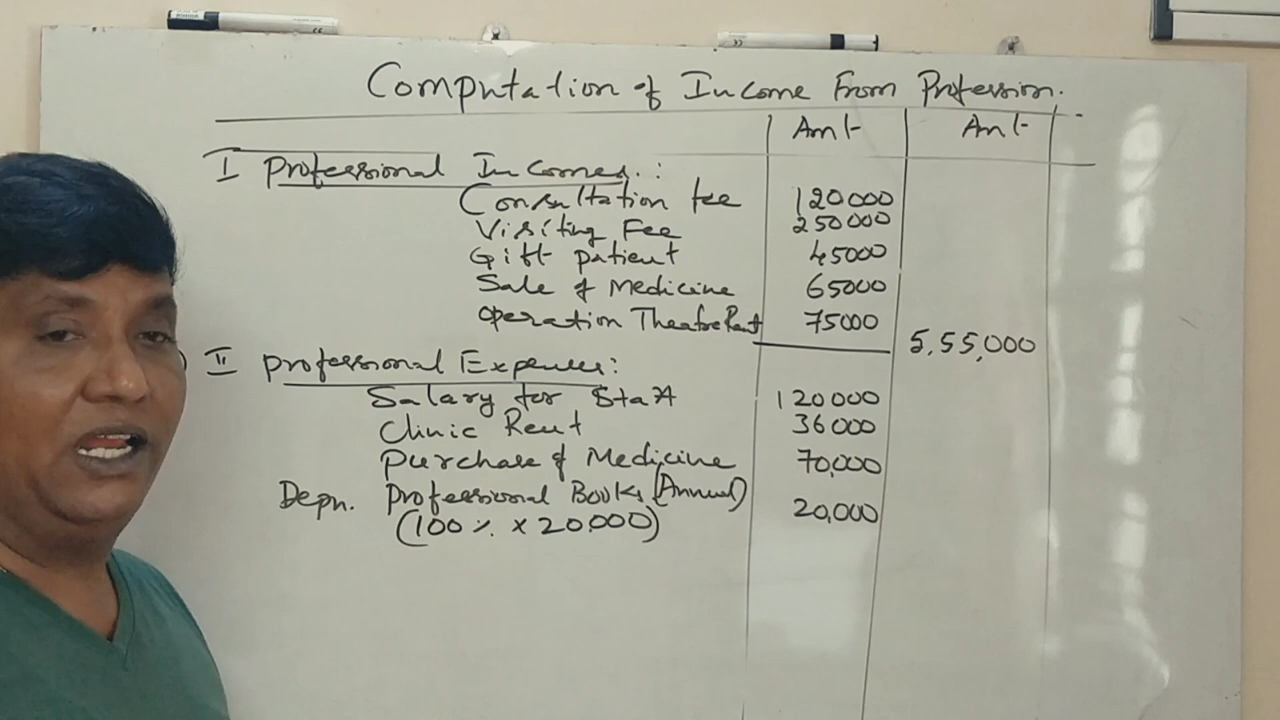 Computation of Income From Profession.
Amt Amt
I Professional Incomes:
Consultation fee 120000
Visiting Fee 250000
Gift patient 45000
Sale of Medicine 65000
Operation Theatre Rent 75000
5,55,000
II Professional Expenses:
Salary for Staff 120000
Clinic Rent 36000
Purchase of Medicine 70,000
Depn. Professional Books (Annual) 20,000
(100% x 20,000)